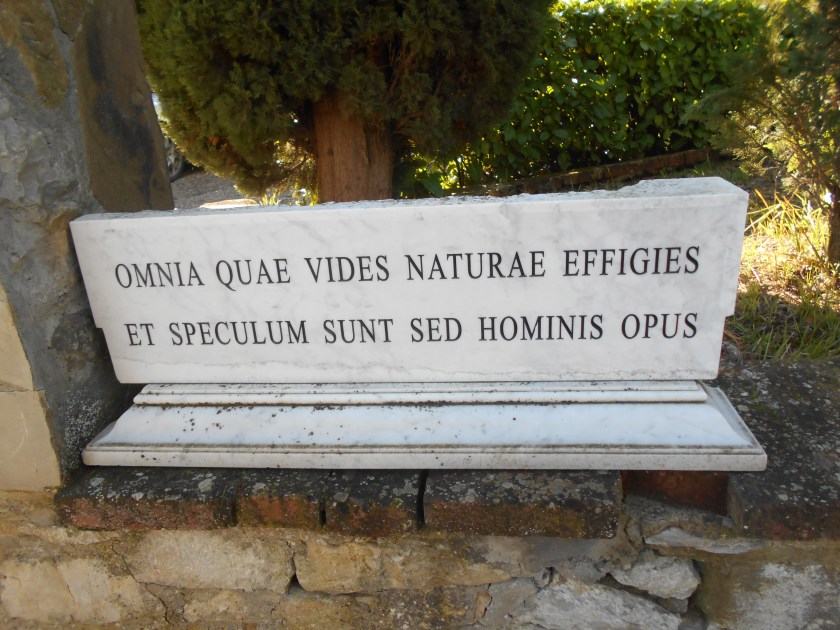 OMNIA QUAE VIDES NATURAE EFFIGIES
ET SPECULUM SUNT SED HOMINIS OPUS